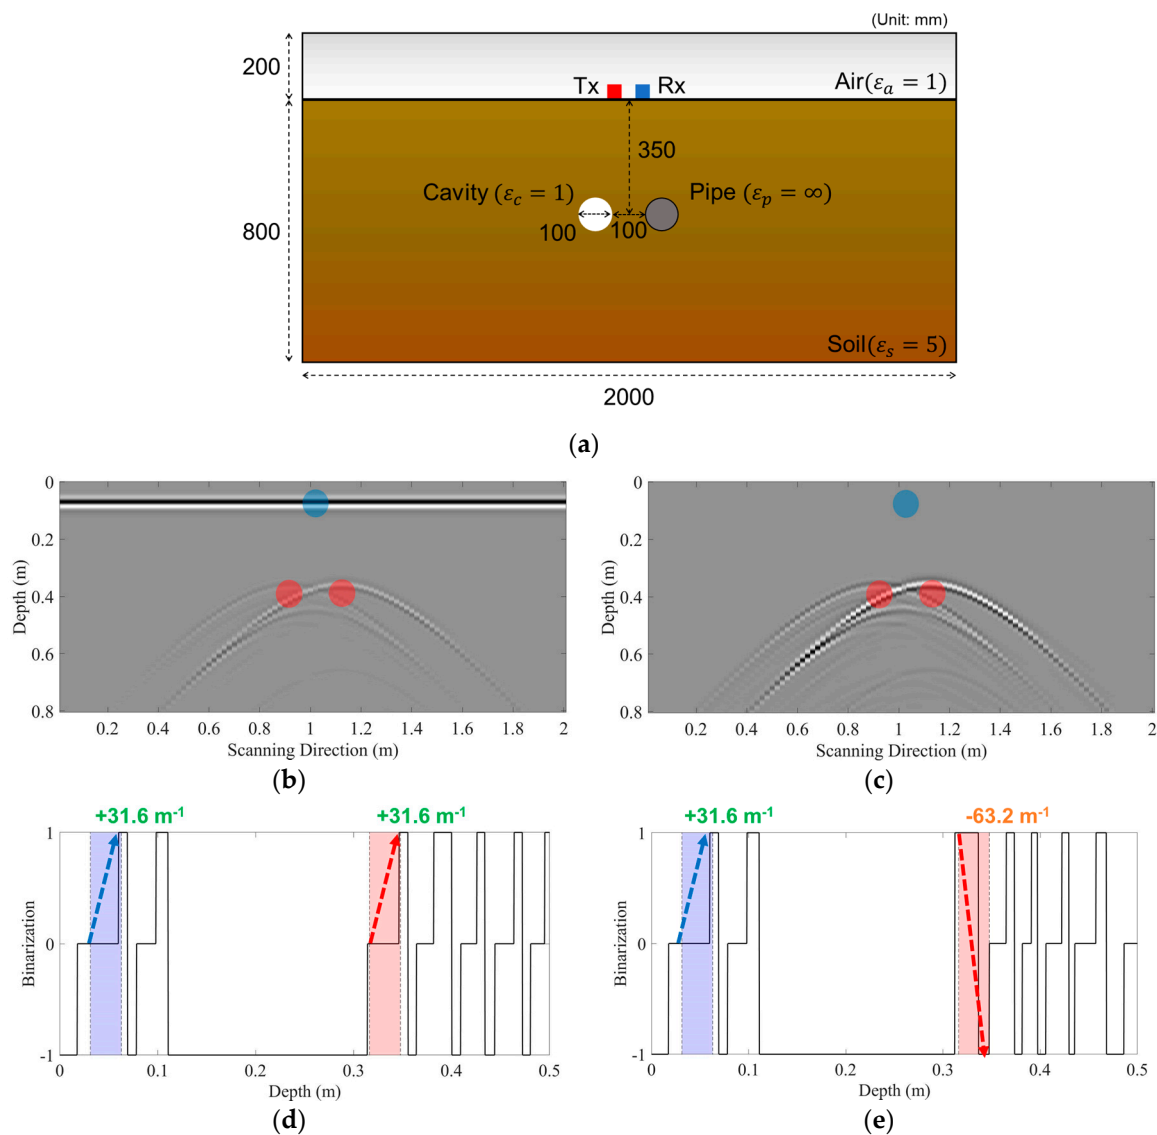 (Unit: mm)
200
Tx
Rx
Air(εₐ = 1)
350
Cavity (ε_c = 1)
Pipe (ε_p = ∞)
100
100
800
Soil(ε_s = 5)
2000
(a)
0
0.2
0.4
0.6
0.8
Depth (m)
0.2 0.4 0.6 0.8 1 1.2 1.4 1.6 1.8 2
Scanning Direction (m)
(b)
0
0.2
0.4
0.6
0.8
Depth (m)
0.2 0.4 0.6 0.8 1 1.2 1.4 1.6 1.8 2
Scanning Direction (m)
(c)
+31.6 m⁻¹
+31.6 m⁻¹
1
0
-1
Binarization
0 0.1 0.2 0.3 0.4 0.5
Depth (m)
(d)
+31.6 m⁻¹
-63.2 m⁻¹
1
0
-1
Binarization
0 0.1 0.2 0.3 0.4 0.5
Depth (m)
(e)